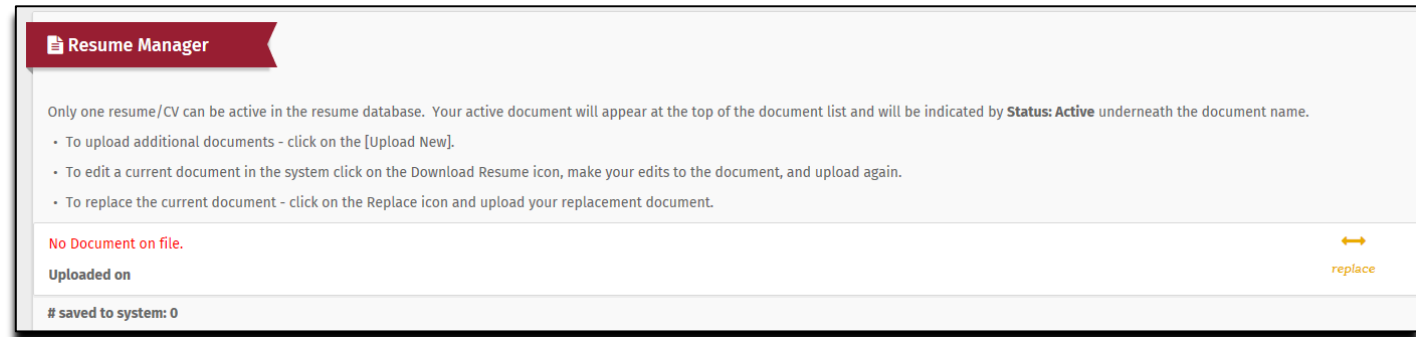 Resume Manager
Only one resume/CV can be active in the resume database.  Your active document will appear at the top of the document list and will be indicated by Status: Active underneath the document name.
• To upload additional documents - click on the [Upload New].
• To edit a current document in the system click on the Download Resume icon, make your edits to the document, and upload again.
• To replace the current document - click on the Replace icon and upload your replacement document.
No Document on file.
Uploaded on
replace
# saved to system: 0